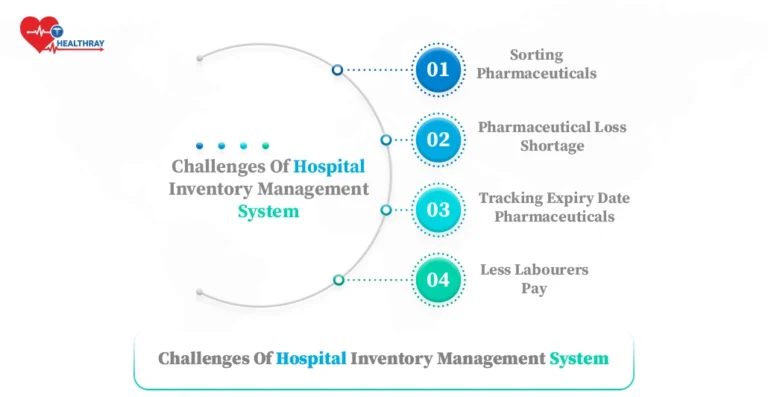 HEALTHRAY
Challenges Of Hospital
Inventory Management
System
01
Sorting
Pharmaceuticals
02
Pharmaceutical Loss
Shortage
03
Tracking Expiry Date
Pharmaceuticals
04
Less Labourers
Pay
Challenges Of Hospital Inventory Management System